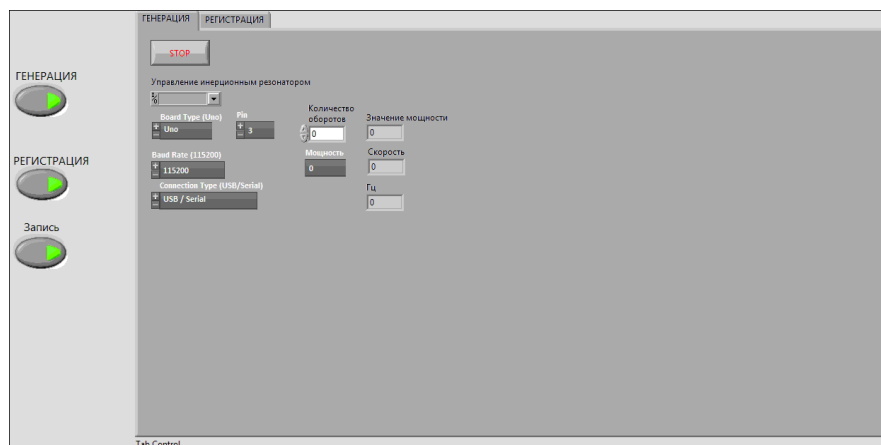 ГЕНЕРАЦИЯ РЕГИСТРАЦИЯ
STOP
ГЕНЕРАЦИЯ
РЕГИСТРАЦИЯ
Запись
Управление инерционным резонатором
Board Type (Uno) Pin
Uno 3
Количество
оборотов
0
Значение мощности
0
Baud Rate (115200)
115200
Мощность
0
Скорость
0
Connection Type (USB/Serial)
USB / Serial
Гц
0
Tab Control